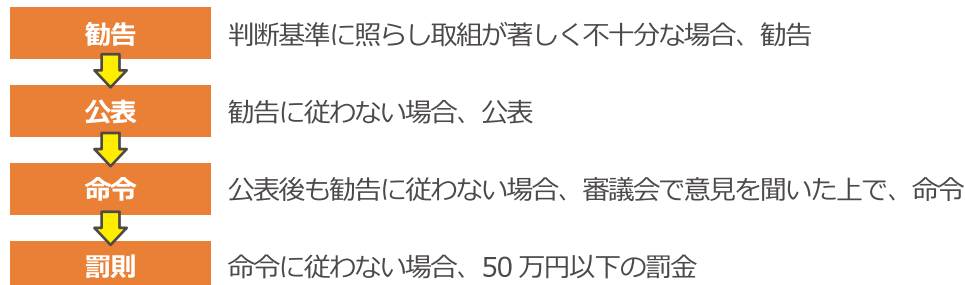 勧告
判断基準に照らし取組が著しく不十分な場合、勧告
公表
勧告に従わない場合、公表
命令
公表後も勧告に従わない場合、審議会で意見を聞いた上で、命令
罰則
命令に従わない場合、50 万円以下の罰金